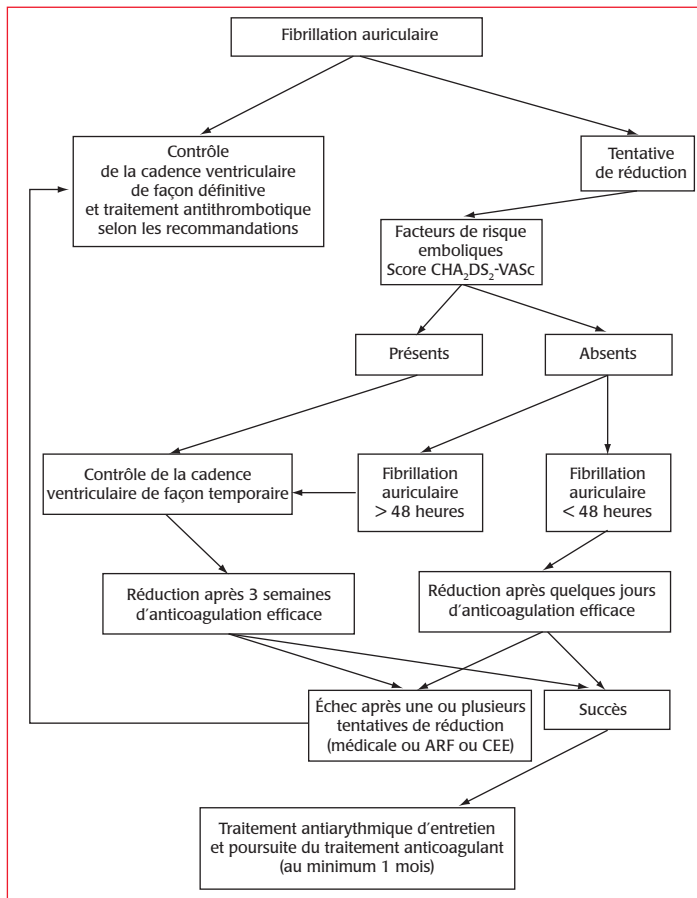 Fibrillation auriculaire
Contrôle
de la cadence ventriculaire
de façon définitive
et traitement antithrombotique
selon les recommandations
Tentative
de réduction
Facteurs de risque
emboliques
Score CHA₂DS₂-VASc
Présents
Absents
Contrôle de la cadence
ventriculaire de façon temporaire
Fibrillation
auriculaire
> 48 heures
Fibrillation
auriculaire
< 48 heures
Réduction après 3 semaines
d’anticoagulation efficace
Réduction après quelques jours
d’anticoagulation efficace
Échec après une ou plusieurs
tentatives de réduction
(médicale ou ARF ou CEE)
Succès
Traitement antiarythmique d’entretien
et poursuite du traitement anticoagulant
(au minimum 1 mois)